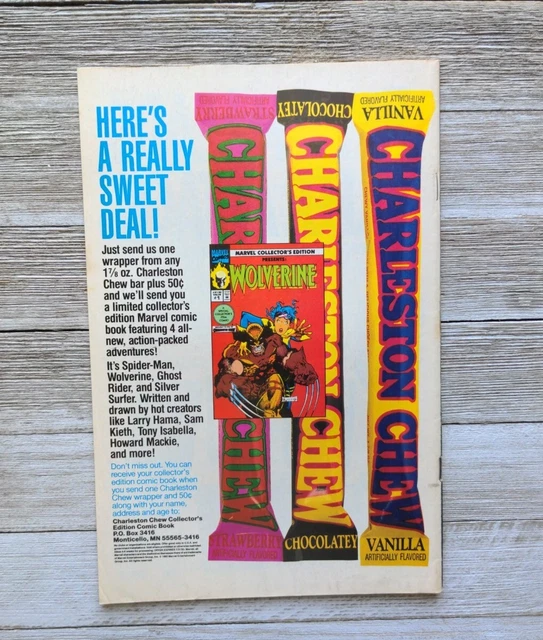 HERE'S
A REALLY
SWEET
DEAL!
Just send us one
wrapper from any
1⅞ oz. Charleston
Chew bar plus 50¢
and we'll send you
a limited collector's
edition Marvel comic
book featuring 4 all-
new, action-packed
adventures!
It's Spider-Man,
Wolverine, Ghost
Rider, and Silver
Surfer. Written and
drawn by hot creators
like Larry Hama, Sam
Kieth, Tony Isabella,
Howard Mackie,
and more!
Don't miss out. You can
receive your collector's
edition comic book when
you send one Charleston
Chew wrapper and 50¢
along with your name,
address and age to:
Charleston Chew Collector's
Edition Comic Book
P.O. Box 3416
Monticello, MN 55565-3416
STRAWBERRY
ARTIFICIALLY FLAVORED
CHARLESTON CHEW
STRAWBERRY
CHOCOLATEY
CHARLESTON CHEW
CHOCOLATEY
VANILLA
ARTIFICIALLY FLAVORED
CHARLESTON CHEW
VANILLA
ARTIFICIALLY FLAVORED
MARVEL COLLECTOR'S EDITION
PRESENTS:
WOLVERINE